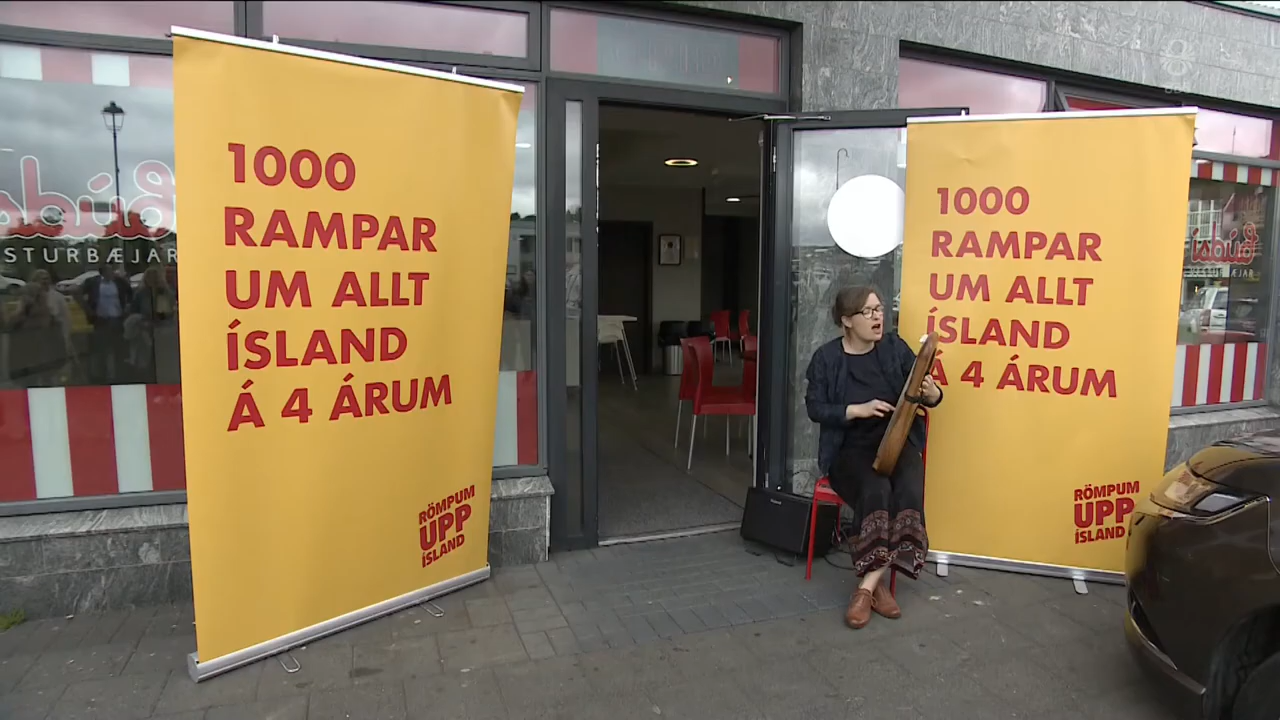 1000
RAMPAR
UM ALLT
ÍSLAND
Á 4 ÁRUM
RÖMPUM
UPP
ÍSLAND
STURBÆJAR
1000
RAMPAR
UM ALLT
ÍSLAND
Á 4 ÁRUM
RÖMPUM
UPP
ÍSLAND